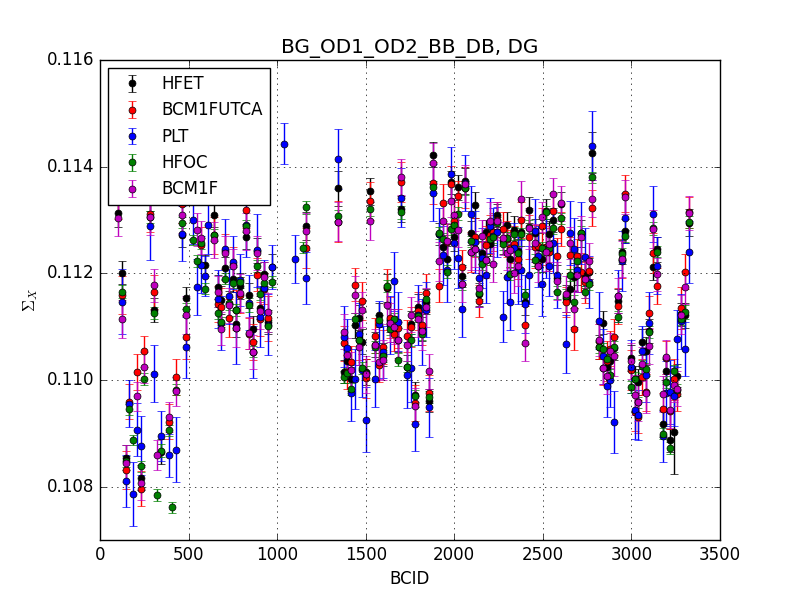 BG_OD1_OD2_BB_DB, DG
0.116
0.114
0.112
0.110
0.108
Σ_X
HFET
BCM1FUTCA
PLT
HFOC
BCM1F
0 500 1000 1500 2000 2500 3000 3500
BCID